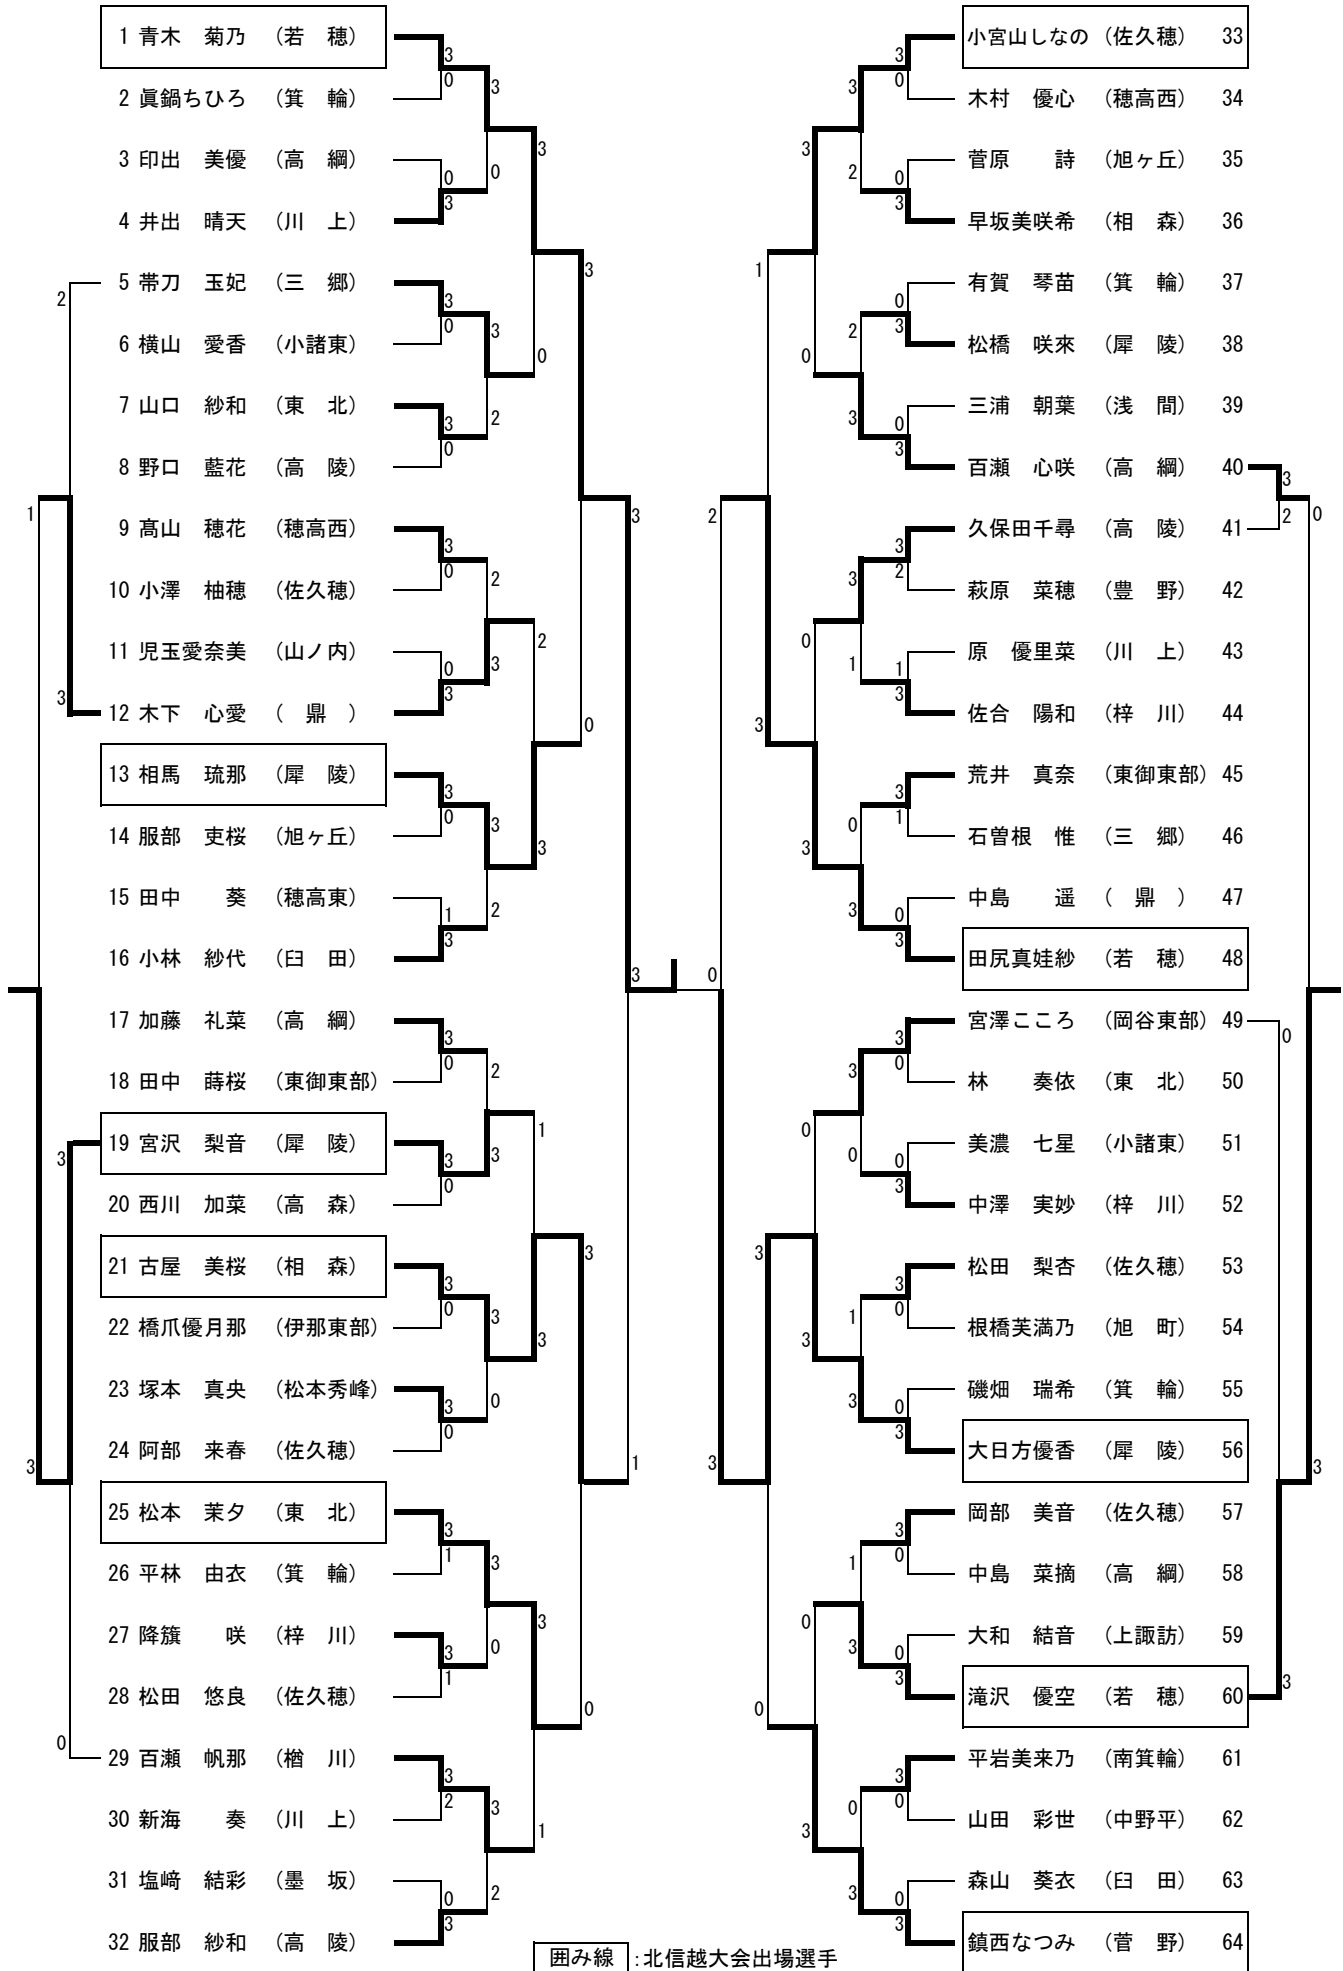 1 青木　菊乃　（若　穂）
2 眞鍋ちひろ　（箕　輪）
3 印出　美優　（高　綱）
4 井出　晴天　（川　上）
5 帯刀　玉妃　（三　郷）
6 横山　愛香　（小諸東）
7 山口　紗和　（東　北）
8 野口　藍花　（高　陵）
9 髙山　穂花　（穂高西）
10 小澤　柚穂　（佐久穂）
11 児玉愛奈美　（山ノ内）
12 木下　心愛　（　鼎　）
13 相馬　琉那　（犀　陵）
14 服部　吏桜　（旭ヶ丘）
15 田中　　葵　（穂高東）
16 小林　紗代　（臼　田）
17 加藤　礼菜　（高　綱）
18 田中　蒔桜　（東御東部）
19 宮沢　梨音　（犀　陵）
20 西川　加菜　（高　森）
21 古屋　美桜　（相　森）
22 橋爪優月那　（伊那東部）
23 塚本　真央　（松本秀峰）
24 阿部　来春　（佐久穂）
25 松本　茉夕　（東　北）
26 平林　由衣　（箕　輪）
27 降籏　　咲　（梓　川）
28 松田　悠良　（佐久穂）
29 百瀬　帆那　（楢　川）
30 新海　　奏　（川　上）
31 塩﨑　結彩　（墨　坂）
32 服部　紗和　（高　陵）
小宮山しなの（佐久穂）　33
木村　優心　（穂高西）　34
菅原　　詩　（旭ヶ丘）　35
早坂美咲希　（相　森）　36
有賀　琴苗　（箕　輪）　37
松橋　咲來　（犀　陵）　38
三浦　朝葉　（浅　間）　39
百瀬　心咲　（高　綱）　40
久保田千尋　（高　陵）　41
萩原　菜穂　（豊　野）　42
原　優里菜　（川　上）　43
佐合　陽和　（梓　川）　44
荒井　真奈　（東御東部）45
石曽根　惟　（三　郷）　46
中島　　遥　（　鼎　）　47
田尻真娃紗　（若　穂）　48
宮澤こころ　（岡谷東部）49
林　　奏依　（東　北）　50
美濃　七星　（小諸東）　51
中澤　実妙　（梓　川）　52
松田　梨杏　（佐久穂）　53
根橋芙満乃　（旭　町）　54
磯畑　瑞希　（箕　輪）　55
大日方優香　（犀　陵）　56
岡部　美音　（佐久穂）　57
中島　菜摘　（高　綱）　58
大和　結音　（上諏訪）　59
滝沢　優空　（若　穂）　60
平岩美来乃　（南箕輪）　61
山田　彩世　（中野平）　62
森山　葵衣　（臼　田）　63
鎮西なつみ　（菅　野）　64
囲み線：北信越大会出場選手